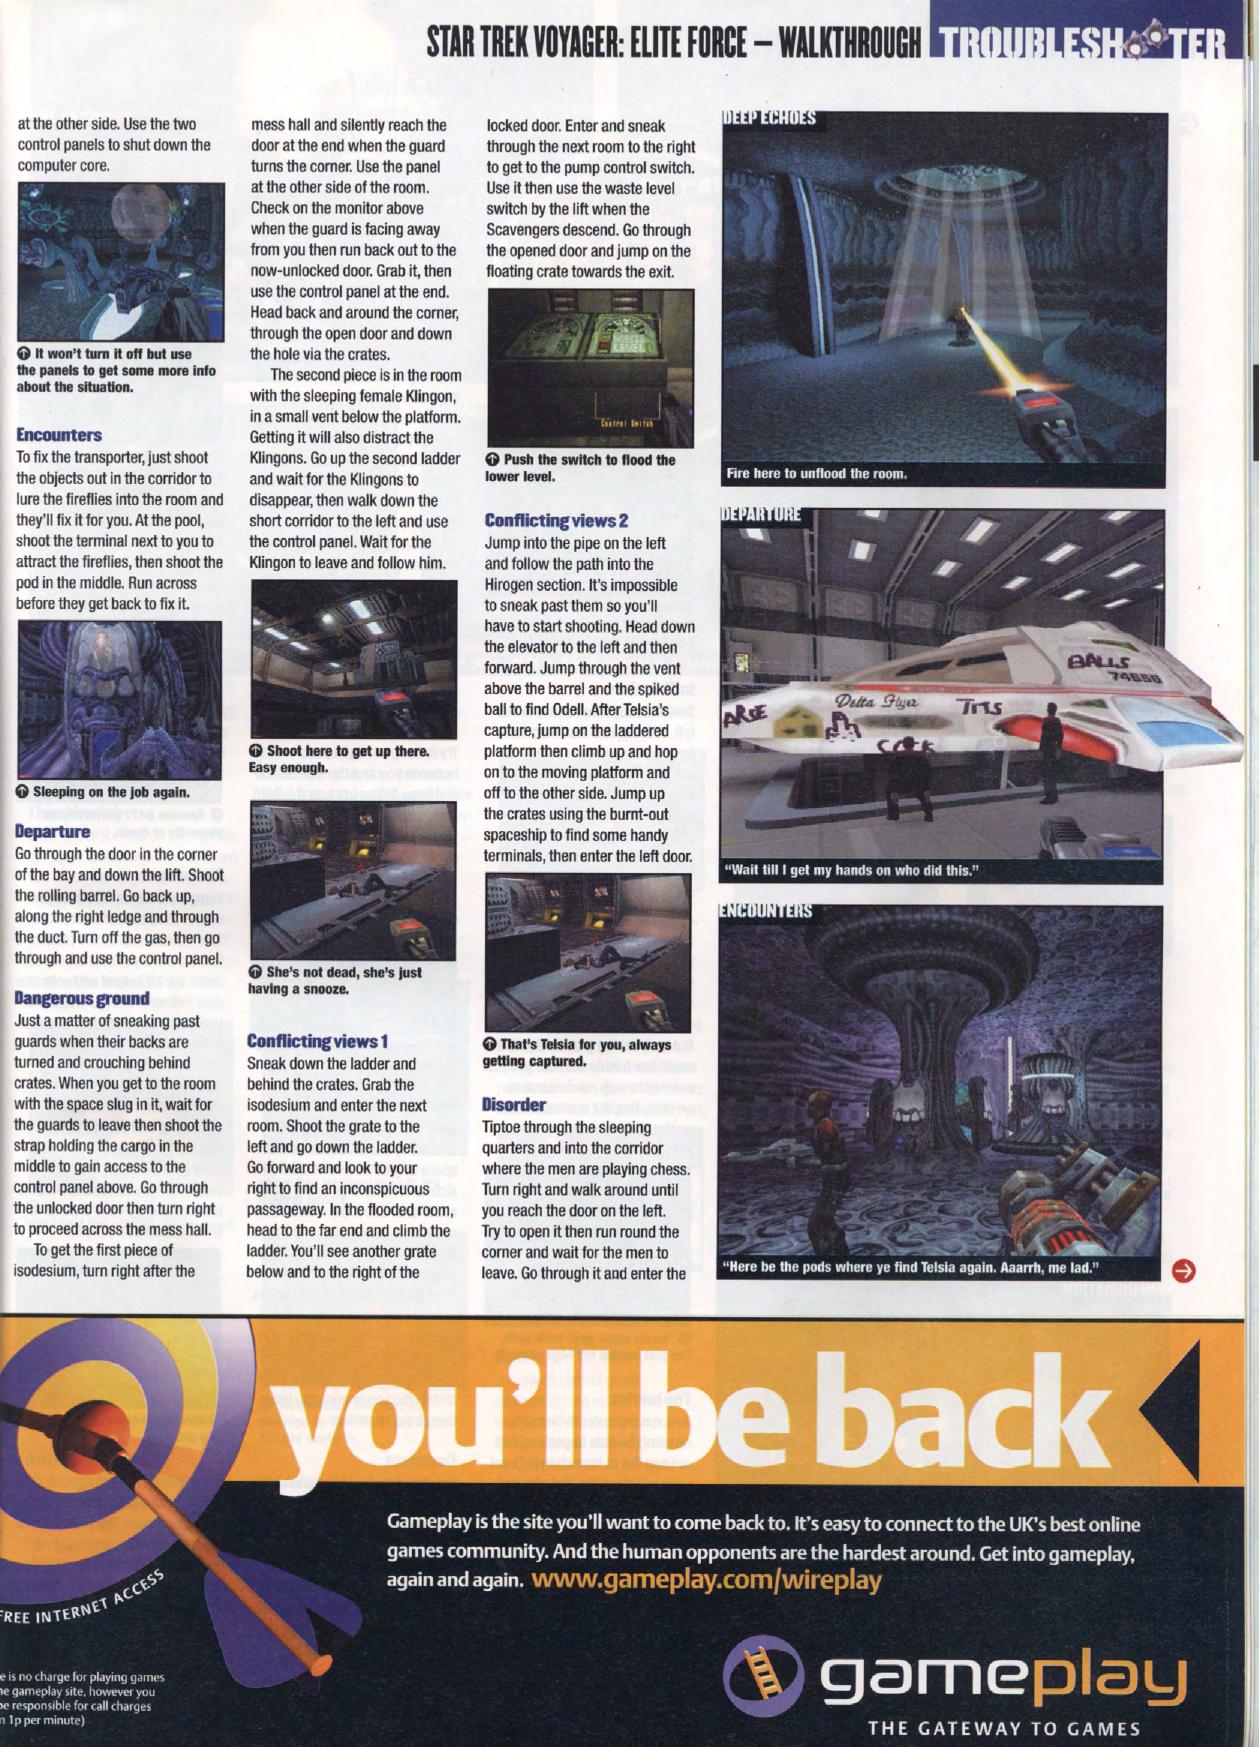 STAR TREK VOYAGER: ELITE FORCE – WALKTHROUGH TROUBLESHOOTER
at the other side. Use the two
control panels to shut down the
computer core.
It won't turn it off but use
the panels to get some more info
about the situation.
Encounters
To fix the transporter, just shoot
the objects out in the corridor to
lure the fireflies into the room and
they'll fix it for you. At the pool,
shoot the terminal next to you to
attract the fireflies, then shoot the
pod in the middle. Run across
before they get back to fix it.
Sleeping on the job again.
Departure
Go through the door in the corner
of the bay and down the lift. Shoot
the rolling barrel. Go back up,
along the right ledge and through
the duct. Turn off the gas, then go
through and use the control panel.
Dangerous ground
Just a matter of sneaking past
guards when their backs are
turned and crouching behind
crates. When you get to the room
with the space slug in it, wait for
the guards to leave then shoot the
strap holding the cargo in the
middle to gain access to the
control panel above. Go through
the unlocked door then turn right
to proceed across the mess hall.
To get the first piece of
isodesium, turn right after the
mess hall and silently reach the
door at the end when the guard
turns the corner. Use the panel
at the other side of the room.
Check on the monitor above
when the guard is facing away
from you then run back out to the
now-unlocked door. Grab it, then
use the control panel at the end.
Head back and around the corner,
through the open door and down
the hole via the crates.
The second piece is in the room
with the sleeping female Klingon,
in a small vent below the platform.
Getting it will also distract the
Klingons. Go up the second ladder
and wait for the Klingons to
disappear, then walk down the
short corridor to the left and use
the control panel. Wait for the
Klingon to leave and follow him.
Shoot here to get up there.
Easy enough.
She's not dead, she's just
having a snooze.
Conflicting views 1
Sneak down the ladder and
behind the crates. Grab the
isodesium and enter the next
room. Shoot the grate to the
left and go down the ladder.
Go forward and look to your
right to find an inconspicuous
passageway. In the flooded room,
head to the far end and climb the
ladder. You'll see another grate
below and to the right of the
locked door. Enter and sneak
through the next room to the right
to get to the pump control switch.
Use it then use the waste level
switch by the lift when the
Scavengers descend. Go through
the opened door and jump on the
floating crate towards the exit.
Control Switch
Push the switch to flood the
lower level.
Conflicting views 2
Jump into the pipe on the left
and follow the path into the
Hirogen section. It's impossible
to sneak past them so you'll
have to start shooting. Head down
the elevator to the left and then
forward. Jump through the vent
above the barrel and the spiked
ball to find Odell. After Telsia's
capture, jump on the laddered
platform then climb up and hop
on to the moving platform and
off to the other side. Jump up
the crates using the burnt-out
spaceship to find some handy
terminals, then enter the left door.
That's Telsia for you, always
getting captured.
Disorder
Tiptoe through the sleeping
quarters and into the corridor
where the men are playing chess.
Turn right and walk around until
you reach the door on the left.
Try to open it then run round the
corner and wait for the men to
leave. Go through it and enter the
DEEP ECHOES
Fire here to unflood the room.
DEPARTURE
BALLS
74656
Delta Flyer
TITS
ARSE
COCK
"Wait till I get my hands on who did this."
ENCOUNTERS
"Here be the pods where ye find Telsia again. Aaarrh, me lad."
you'll be back
Gameplay is the site you'll want to come back to. It's easy to connect to the UK's best online
games community. And the human opponents are the hardest around. Get into gameplay,
again and again. www.gameplay.com/wireplay
FREE INTERNET ACCESS
e is no charge for playing games
e gameplay site, however you
be responsible for call charges
n 1p per minute)
gameplay
THE GATEWAY TO GAMES